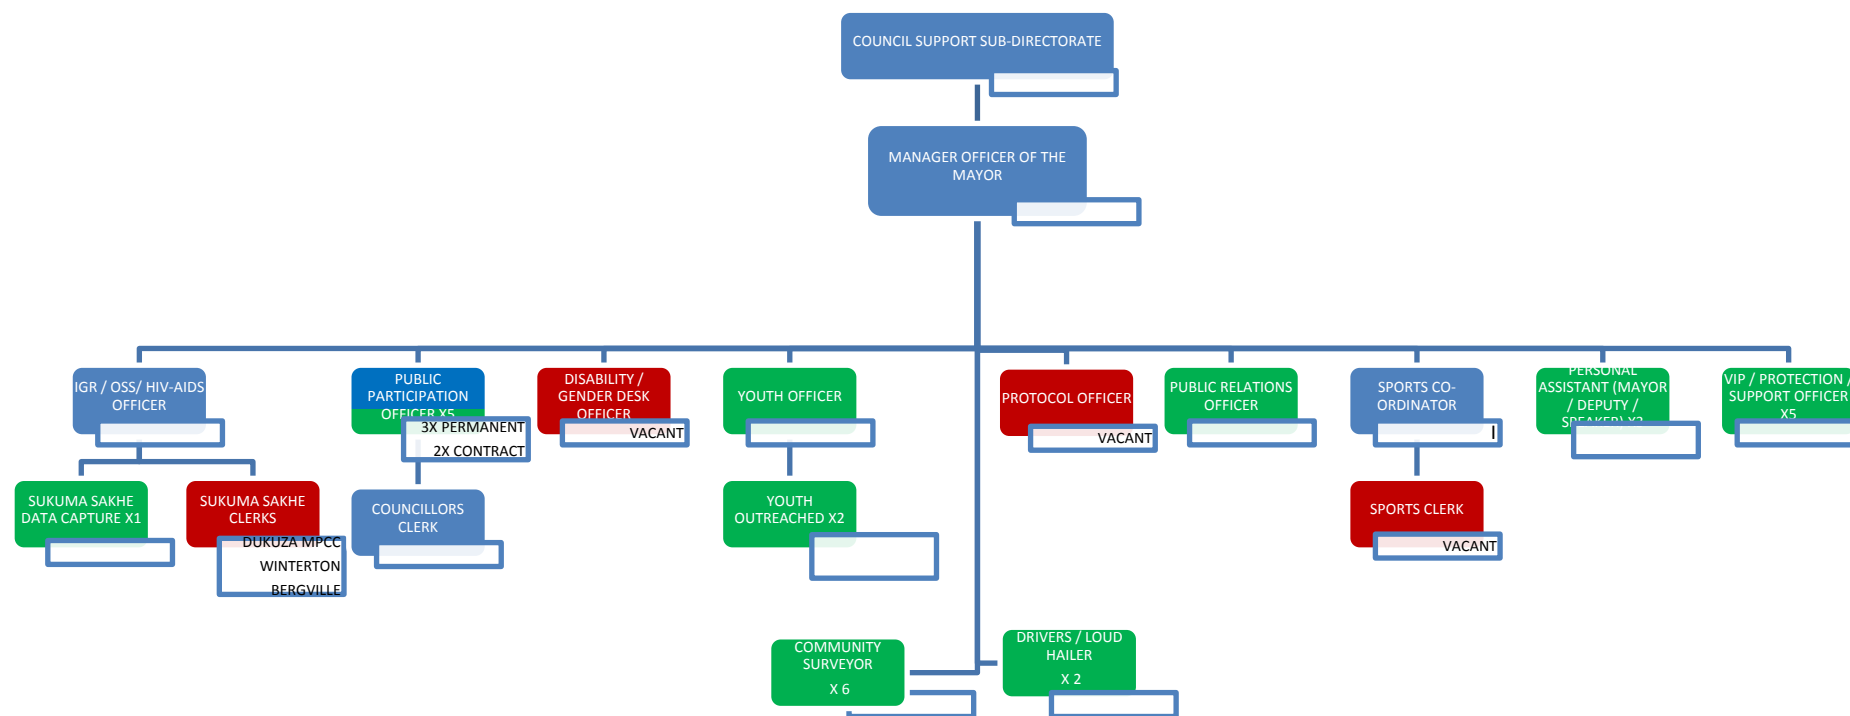 COUNCIL SUPPORT SUB-DIRECTORATE
MANAGER OFFICER OF THE
MAYOR
IGR / OSS/ HIV-AIDS
OFFICER
PUBLIC
PARTICIPATION
OFFICER X5
3X PERMANENT
2X CONTRACT
DISABILITY /
GENDER DESK
OFFICER
VACANT
YOUTH OFFICER
PROTOCOL OFFICER
VACANT
PUBLIC RELATIONS
OFFICER
SPORTS CO-
ORDINATOR
l
PERSONAL
ASSISTANT (MAYOR
/ DEPUTY /
SPEAKER) X3
VIP / PROTECTION /
SUPPORT OFFICER
X5
SUKUMA SAKHE
DATA CAPTURE X1
SUKUMA SAKHE
CLERKS
DUKUZA MPCC
WINTERTON
BERGVILLE
COUNCILLORS
CLERK
YOUTH
OUTREACHED X2
SPORTS CLERK
VACANT
COMMUNITY
SURVEYOR
X 6
DRIVERS / LOUD
HAILER
X 2